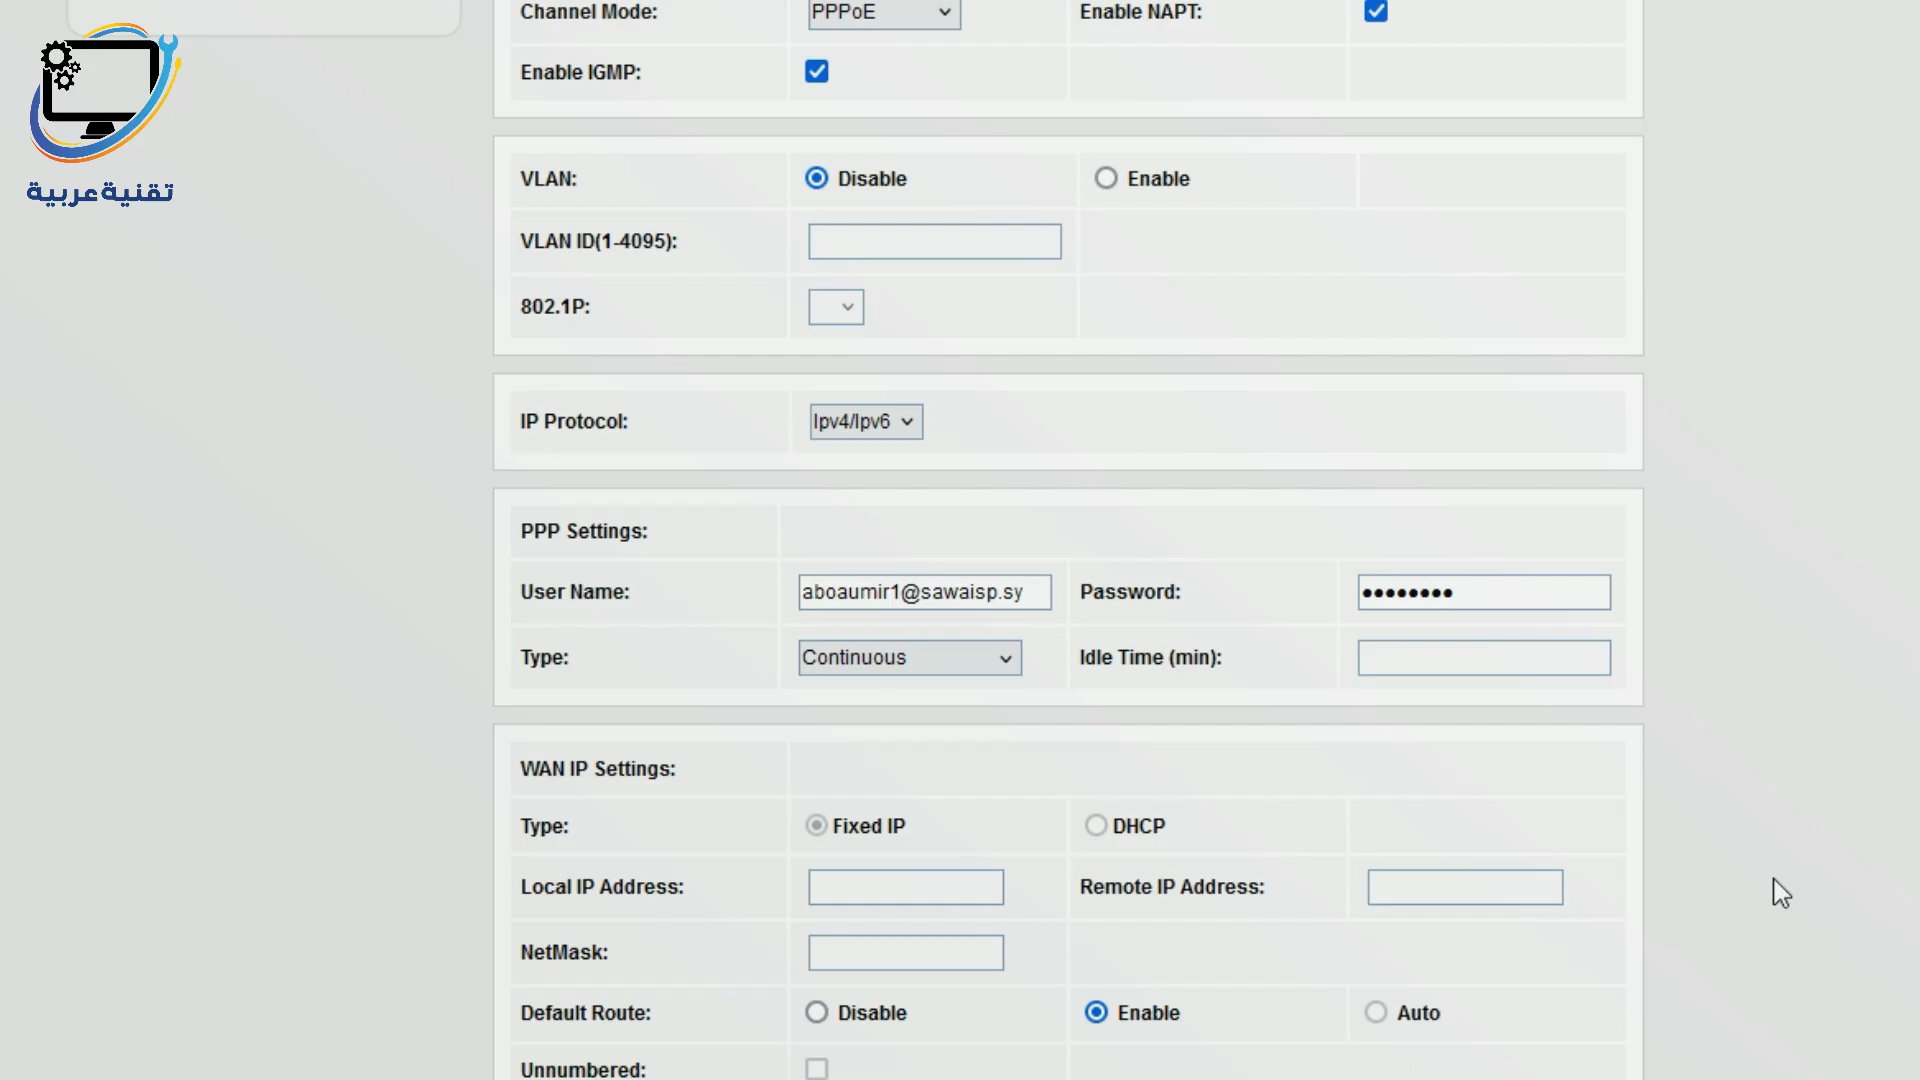 Channel Mode: PPPoE Enable NAPT:
Enable IGMP:
تقنية عربية
VLAN: Disable Enable
VLAN ID(1-4095):
802.1P:
IP Protocol: Ipv4/Ipv6
PPP Settings:
User Name: aboaumir1@sawaisp.sy Password: ••••••••
Type: Continuous Idle Time (min):
WAN IP Settings:
Type: Fixed IP DHCP
Local IP Address: Remote IP Address:
NetMask:
Default Route: Disable Enable Auto
Unnumbered: